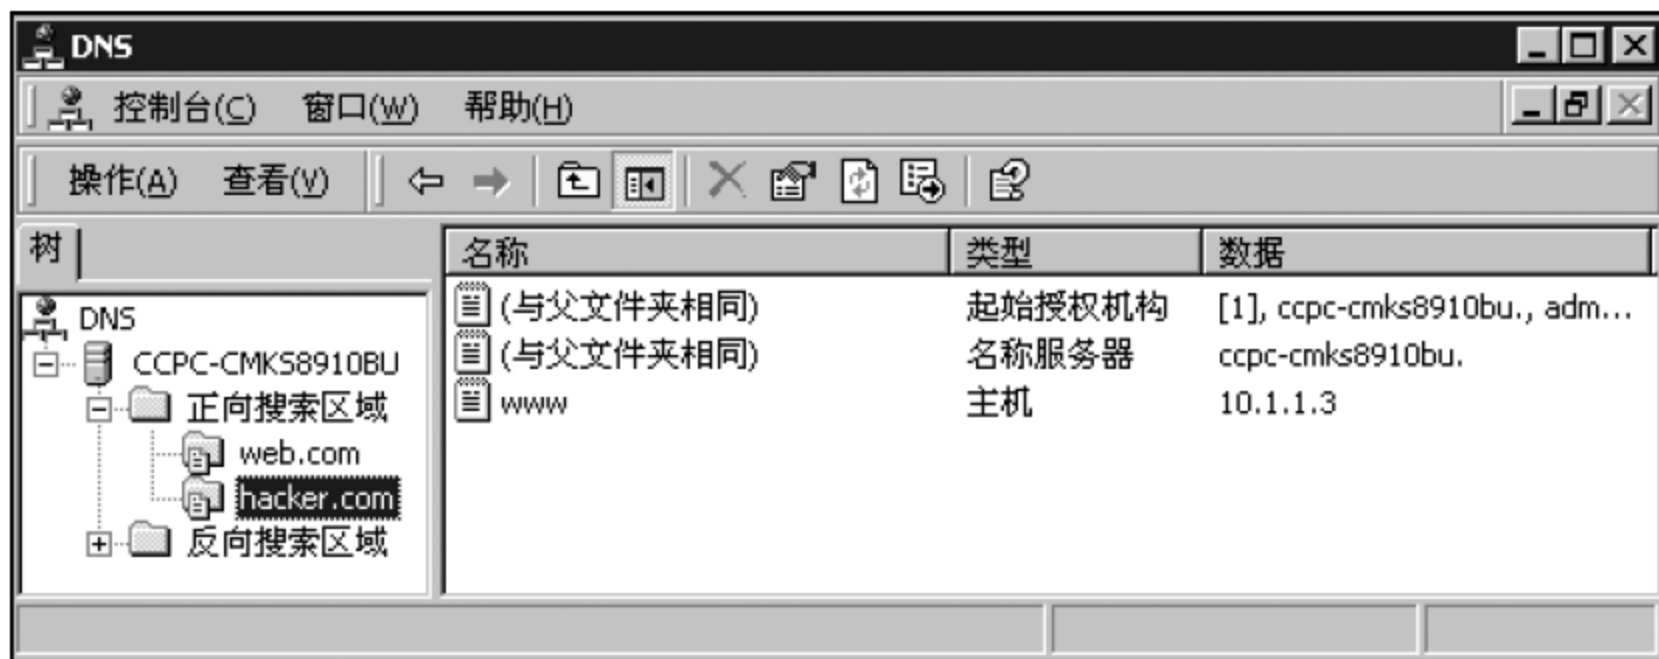 DNS
控制台(C) 窗口(W) 帮助(H)
操作(A) 查看(V)
树
名称 类型 数据
DNS
CCPC-CMKS8910BU
正向搜索区域
web.com
hacker.com
反向搜索区域
(与父文件夹相同) 起始授权机构 [1], ccpc-cmks8910bu., adm...
(与父文件夹相同) 名称服务器 ccpc-cmks8910bu.
www 主机 10.1.1.3